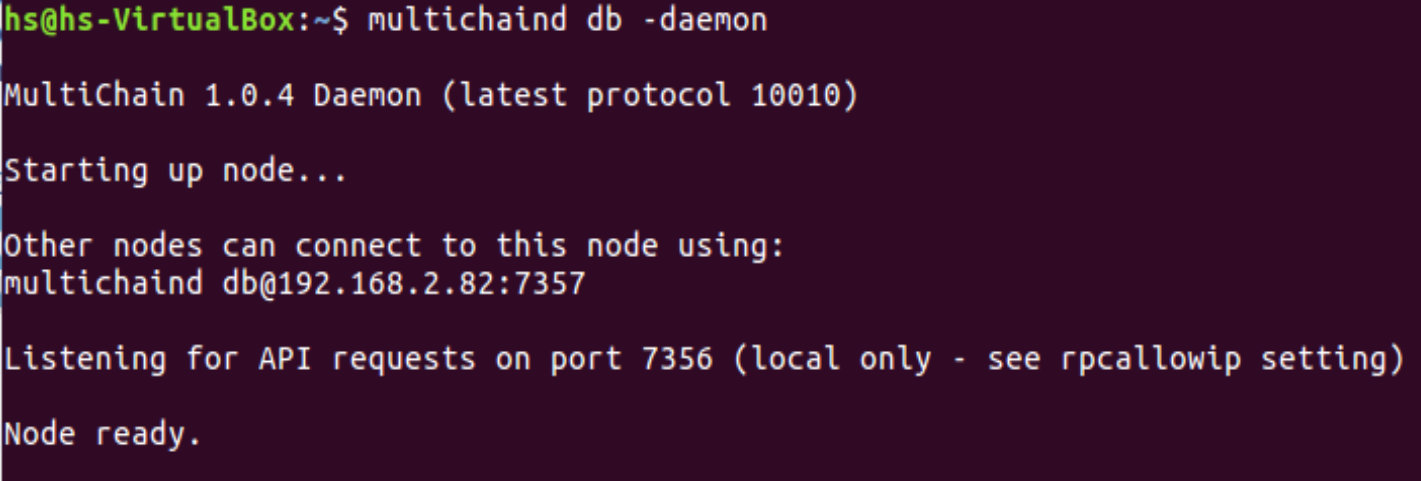 hs@hs-VirtualBox:~$ multichaind db -daemon
MultiChain 1.0.4 Daemon (latest protocol 10010)
Starting up node...
Other nodes can connect to this node using:
multichaind db@192.168.2.82:7357
Listening for API requests on port 7356 (local only - see rpcallowip setting)
Node ready.